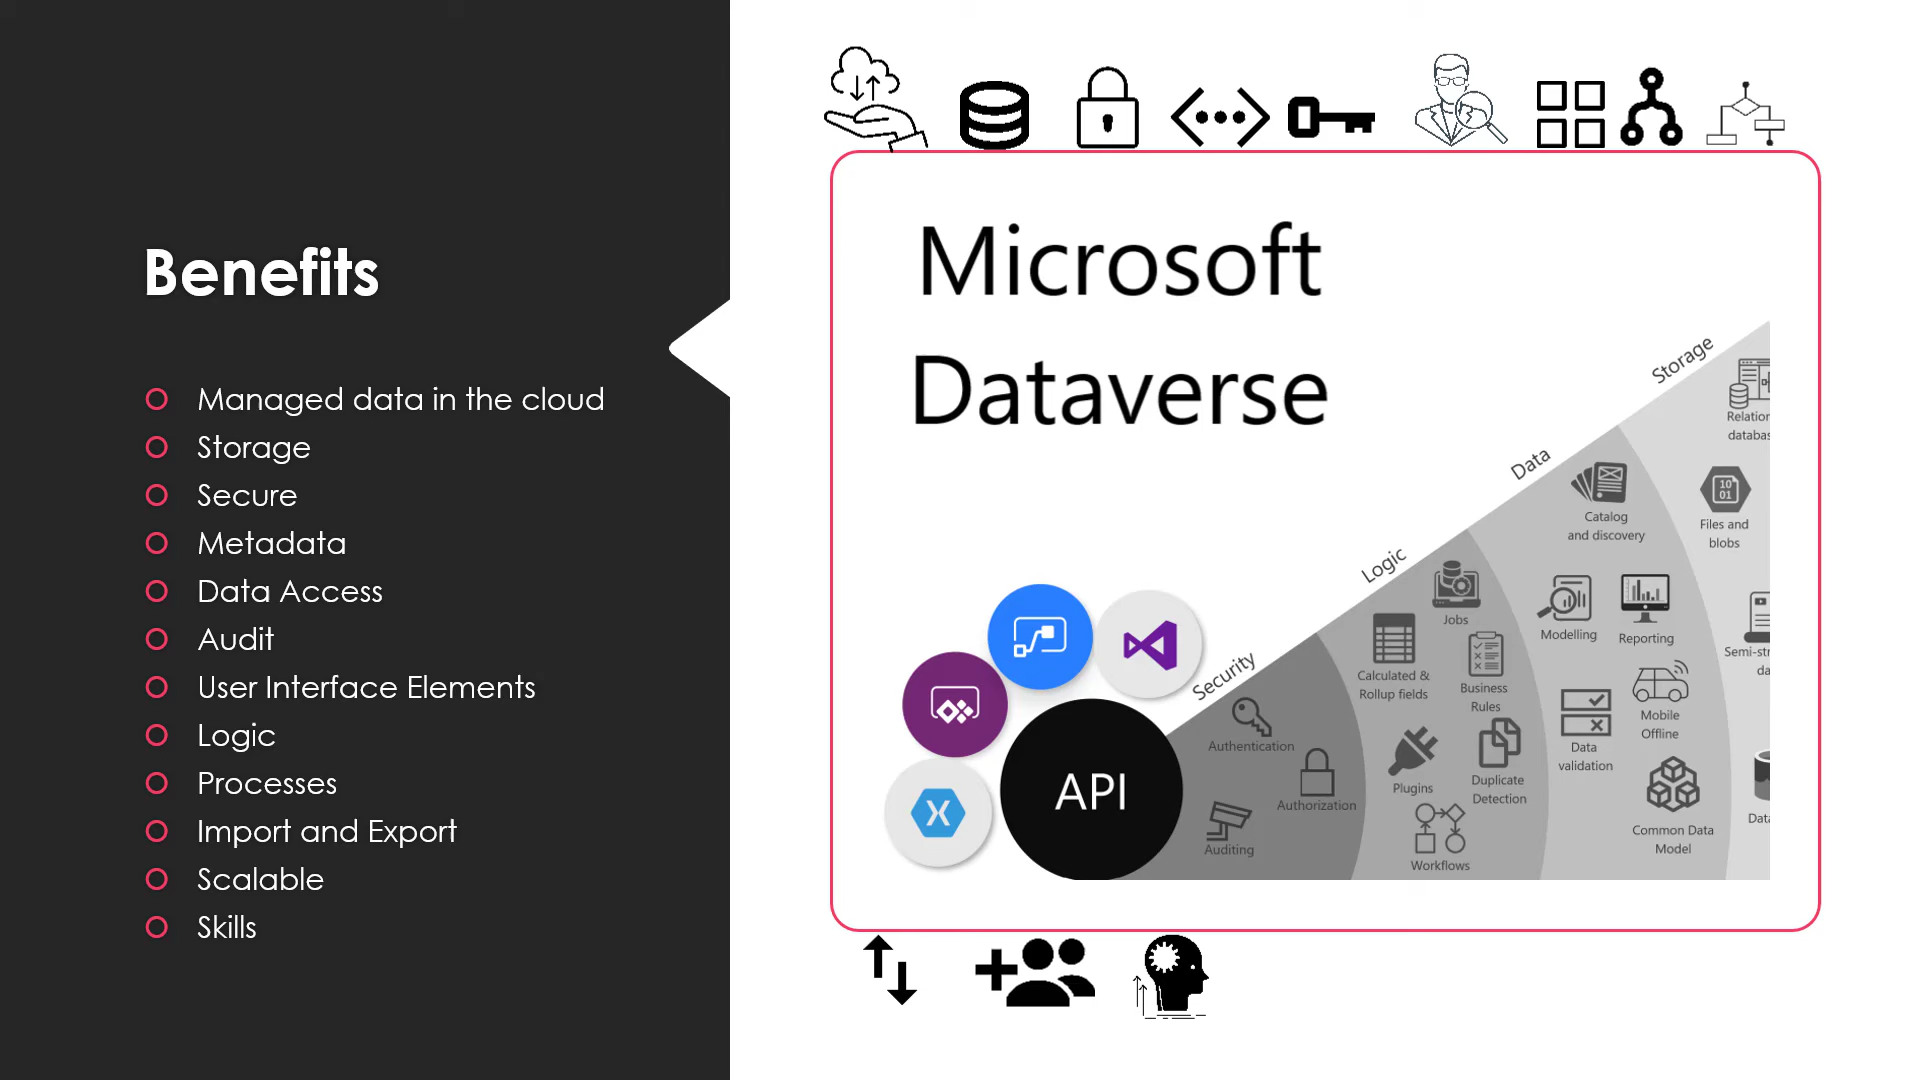 Benefits
Managed data in the cloud
Storage
Secure
Metadata
Data Access
Audit
User Interface Elements
Logic
Processes
Import and Export
Scalable
Skills
Microsoft
Dataverse
Storage
Data
Logic
Security
API
Authentication
Authorization
Auditing
Jobs
Calculated &
Rollup fields
Business
Rules
Plugins
Duplicate
Detection
Workflows
Catalog
and discovery
Modelling
Reporting
Data
validation
Mobile
Offline
Common Data
Model
Files and
blobs
10
01
X
Data